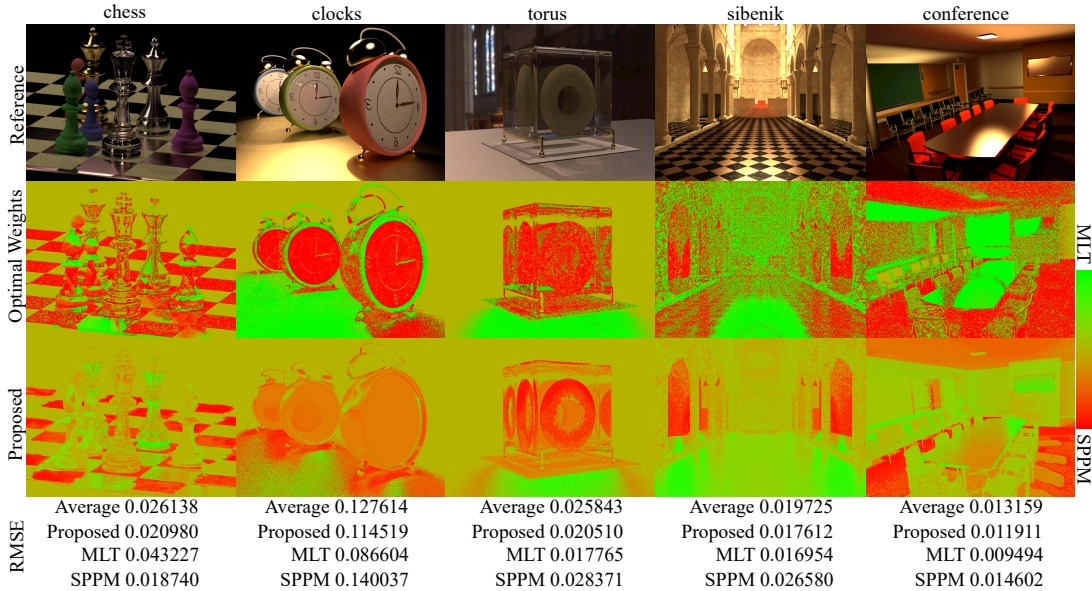 chess clocks torus sibenik conference
Reference
Optimal Weights
Proposed
MLT
SPPM
RMSE
Average 0.026138 Average 0.127614 Average 0.025843 Average 0.019725 Average 0.013159
Proposed 0.020980 Proposed 0.114519 Proposed 0.020510 Proposed 0.017612 Proposed 0.011911
MLT 0.043227 MLT 0.086604 MLT 0.017765 MLT 0.016954 MLT 0.009494
SPPM 0.018740 SPPM 0.140037 SPPM 0.028371 SPPM 0.026580 SPPM 0.014602